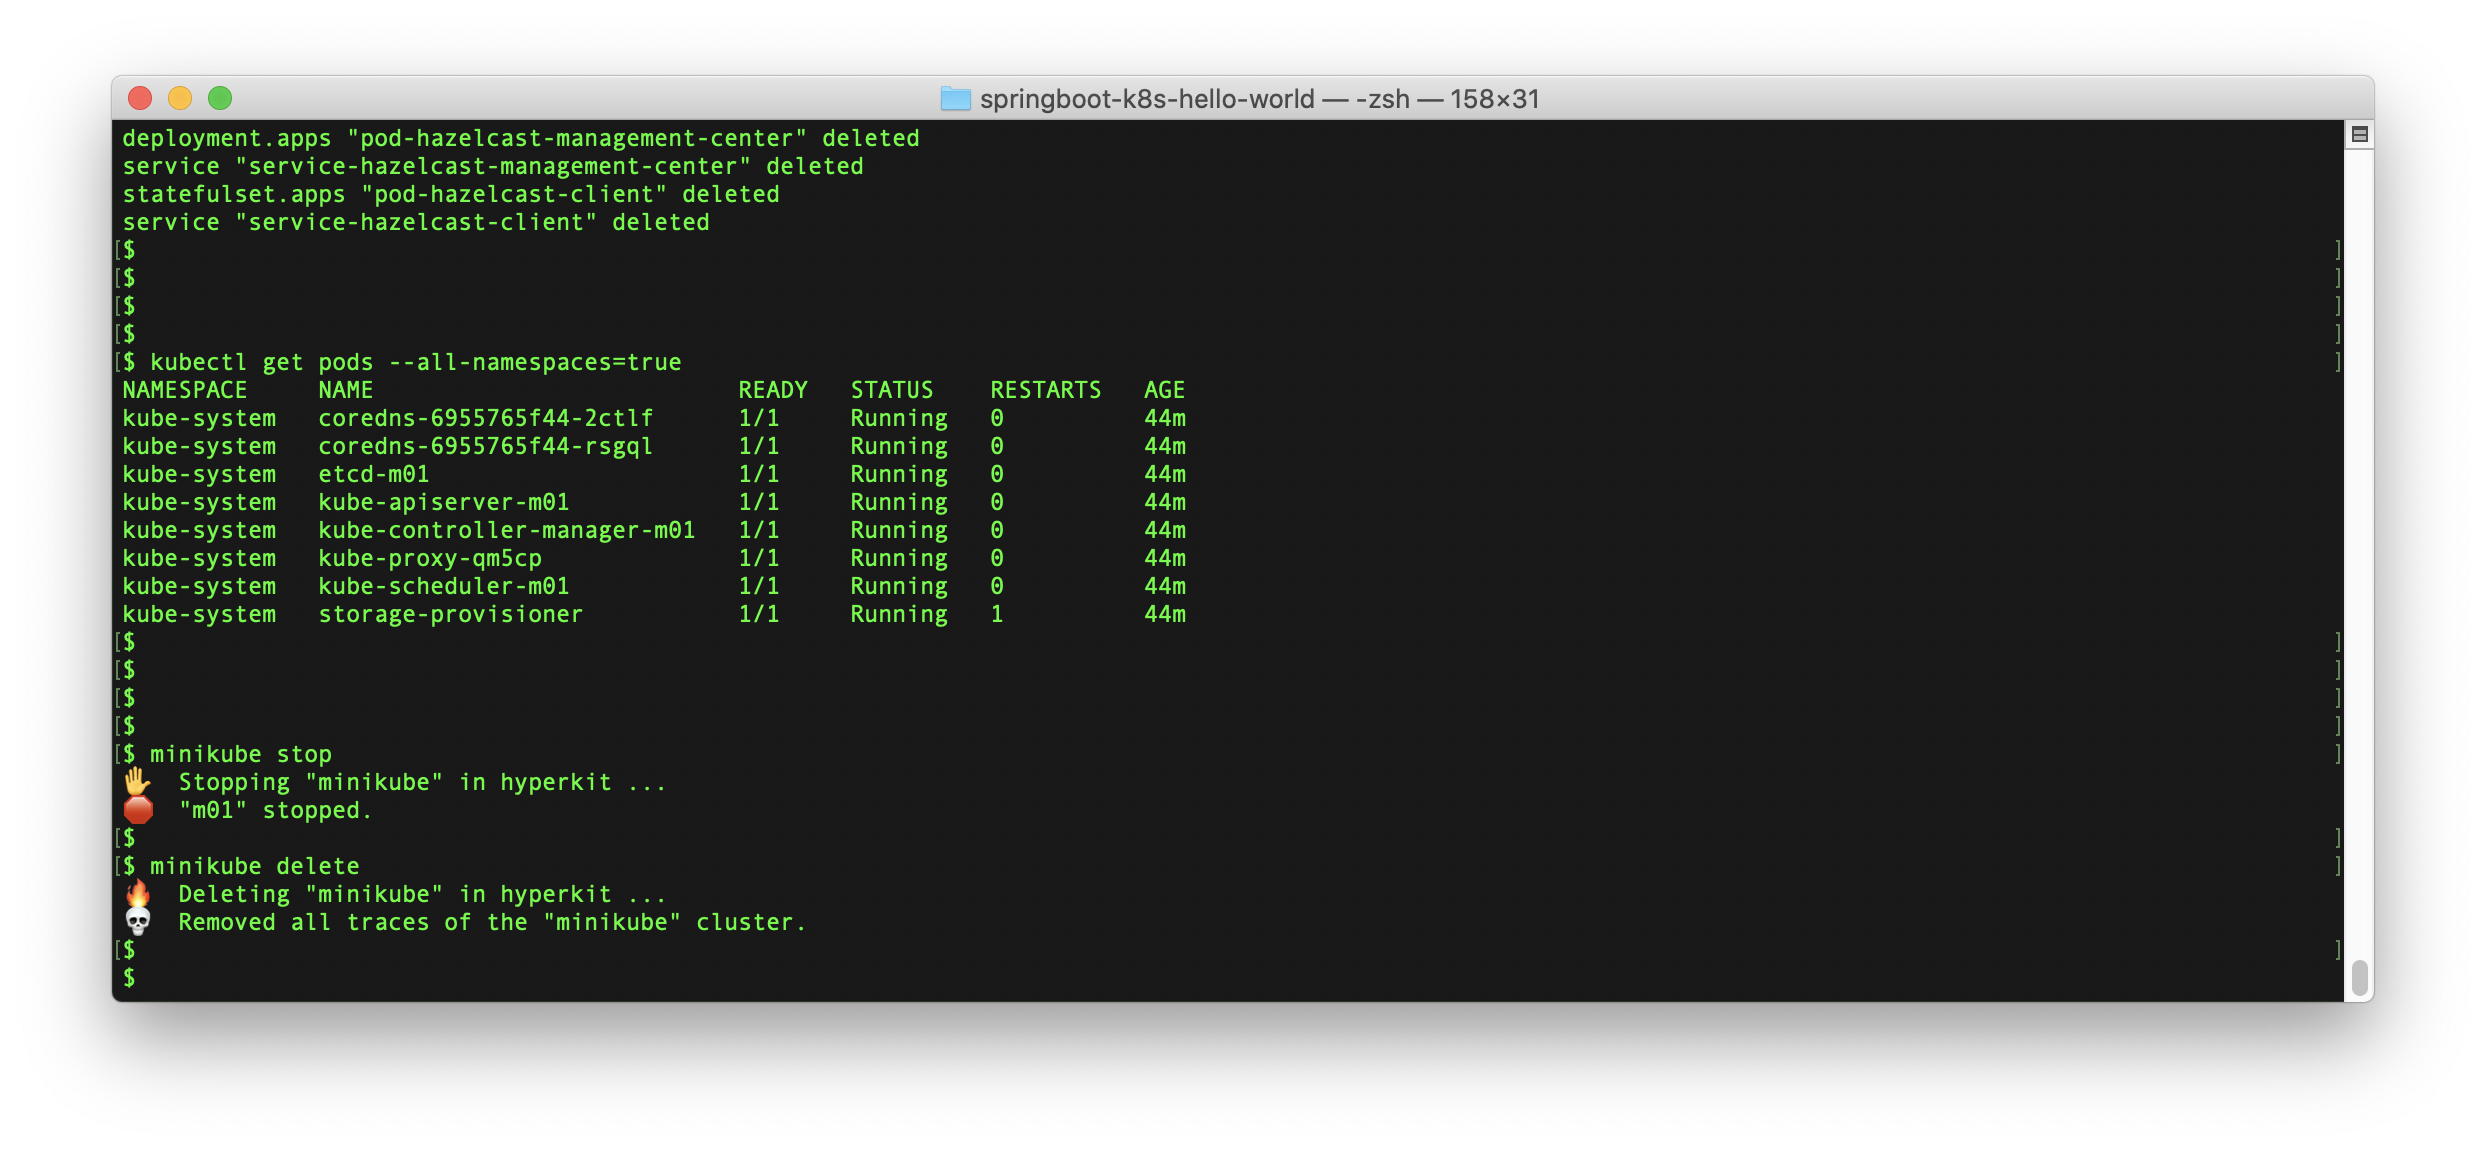 springboot-k8s-hello-world — -zsh — 158×31
deployment.apps "pod-hazelcast-management-center" deleted
service "service-hazelcast-management-center" deleted
statefulset.apps "pod-hazelcast-client" deleted
service "service-hazelcast-client" deleted
[$ ]
[$ ]
[$ ]
[$ ]
[$ kubectl get pods --all-namespaces=true ]
NAMESPACE     NAME                          READY   STATUS    RESTARTS   AGE
kube-system   coredns-6955765f44-2ctlf      1/1     Running   0          44m
kube-system   coredns-6955765f44-rsgql      1/1     Running   0          44m
kube-system   etcd-m01                      1/1     Running   0          44m
kube-system   kube-apiserver-m01            1/1     Running   0          44m
kube-system   kube-controller-manager-m01   1/1     Running   0          44m
kube-system   kube-proxy-qm5cp              1/1     Running   0          44m
kube-system   kube-scheduler-m01            1/1     Running   0          44m
kube-system   storage-provisioner           1/1     Running   1          44m
[$ ]
[$ ]
[$ ]
[$ ]
[$ minikube stop ]
✋  Stopping "minikube" in hyperkit ...
🛑  "m01" stopped.
[$ ]
[$ minikube delete ]
🔥  Deleting "minikube" in hyperkit ...
💀  Removed all traces of the "minikube" cluster.
[$ ]
$